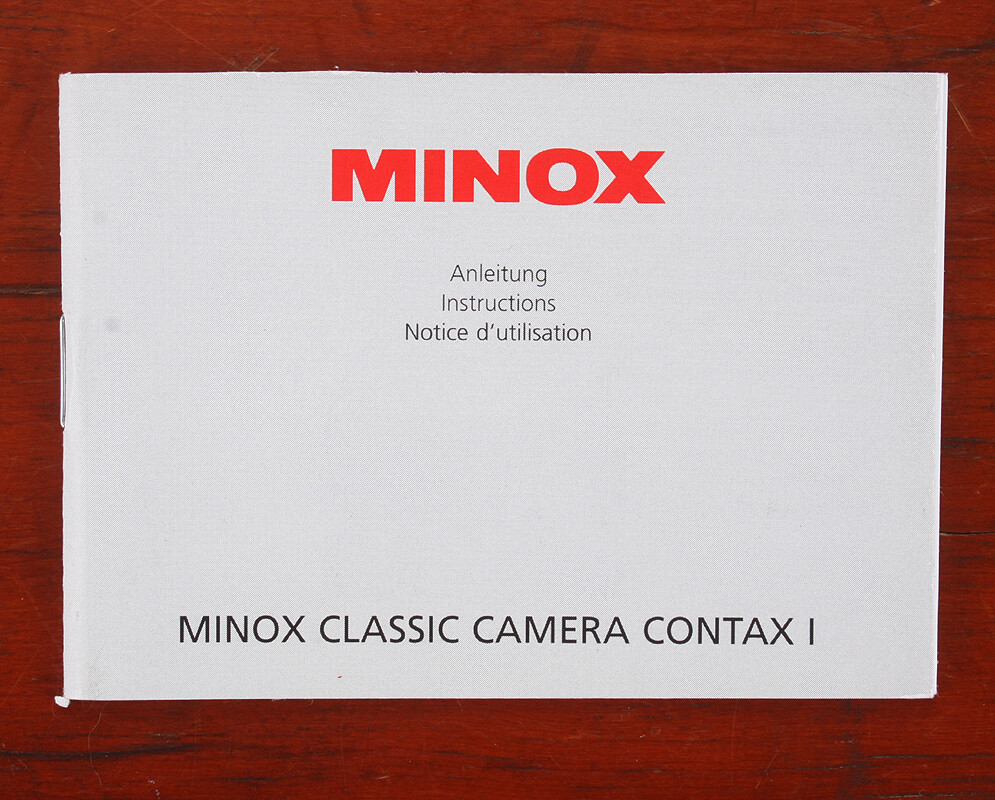 MINOX
Anleitung
Instructions
Notice d'utilisation
MINOX CLASSIC CAMERA CONTAX I